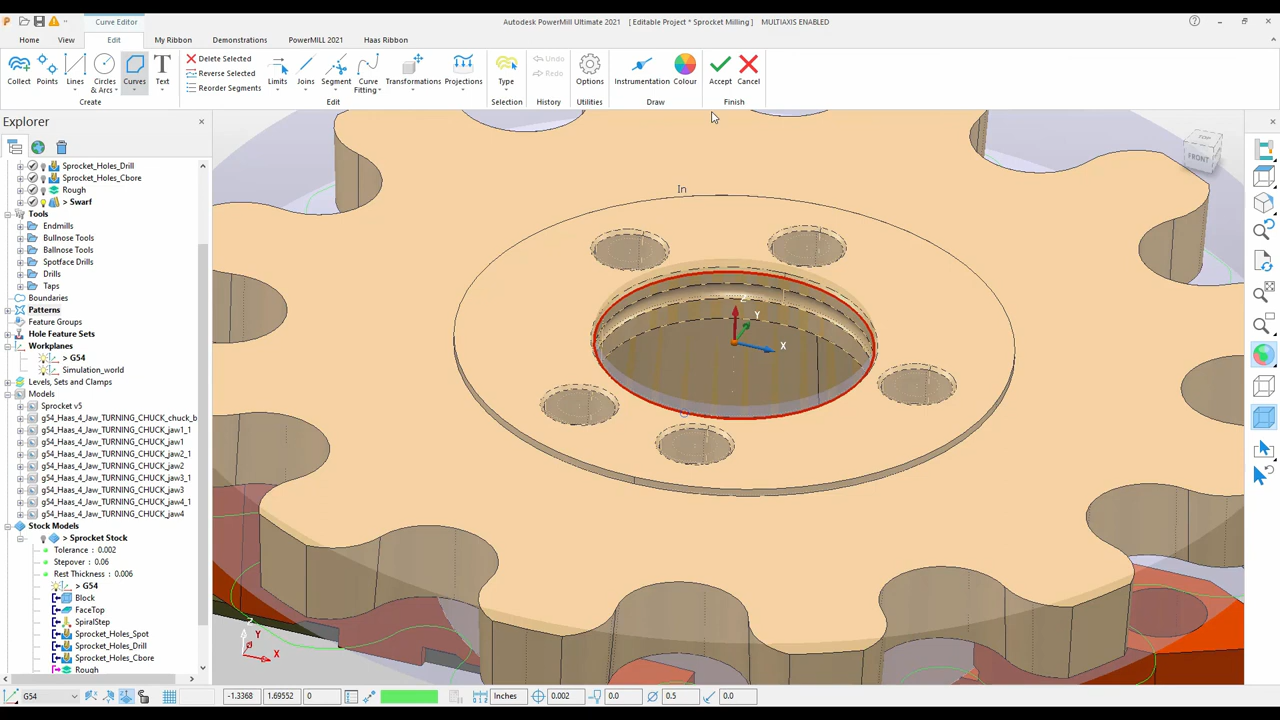 Curve Editor
Autodesk PowerMill Ultimate 2021 [ Editable Project * Sprocket Milling ] MULTIAXIS ENABLED
Home View Edit My Ribbon Demonstrations PowerMILL 2021 Haas Ribbon
Collect Points Lines Circles & Arcs Curves Text
Delete Selected
Reverse Selected
Reorder Segments
Limits Joins Segment Curve Fitting Transformations Projections
Type
Undo
Redo
Options
Instrumentation Colour
Accept Cancel
Create Edit Selection History Utilities Draw Finish
Explorer
Sprocket_Holes_Drill
Sprocket_Holes_Cbore
Rough
> Swarf
Tools
Endmills
Bullnose Tools
Ballnose Tools
Spotface Drills
Drills
Taps
Boundaries
Patterns
Feature Groups
Hole Feature Sets
Workplanes
> G54
Simulation_world
Levels, Sets and Clamps
Models
Sprocket v5
g54_Haas_4_Jaw_TURNING_CHUCK_chuck_b
g54_Haas_4_Jaw_TURNING_CHUCK_jaw1_1
g54_Haas_4_Jaw_TURNING_CHUCK_jaw1
g54_Haas_4_Jaw_TURNING_CHUCK_jaw2_1
g54_Haas_4_Jaw_TURNING_CHUCK_jaw2
g54_Haas_4_Jaw_TURNING_CHUCK_jaw3_1
g54_Haas_4_Jaw_TURNING_CHUCK_jaw3
g54_Haas_4_Jaw_TURNING_CHUCK_jaw4_1
g54_Haas_4_Jaw_TURNING_CHUCK_jaw4
Stock Models
> Sprocket Stock
Tolerance : 0.002
Stepover : 0.06
Rest Thickness : 0.006
> G54
Block
FaceTop
SpiralStep
Sprocket_Holes_Spot
Sprocket_Holes_Drill
Sprocket_Holes_Cbore
Rough
In
TOP
FRONT
Z
Y
X
Z
Y
X
G54
-1.3368 1.69552 0
Inches 0.002 0.0 0.5 0.0